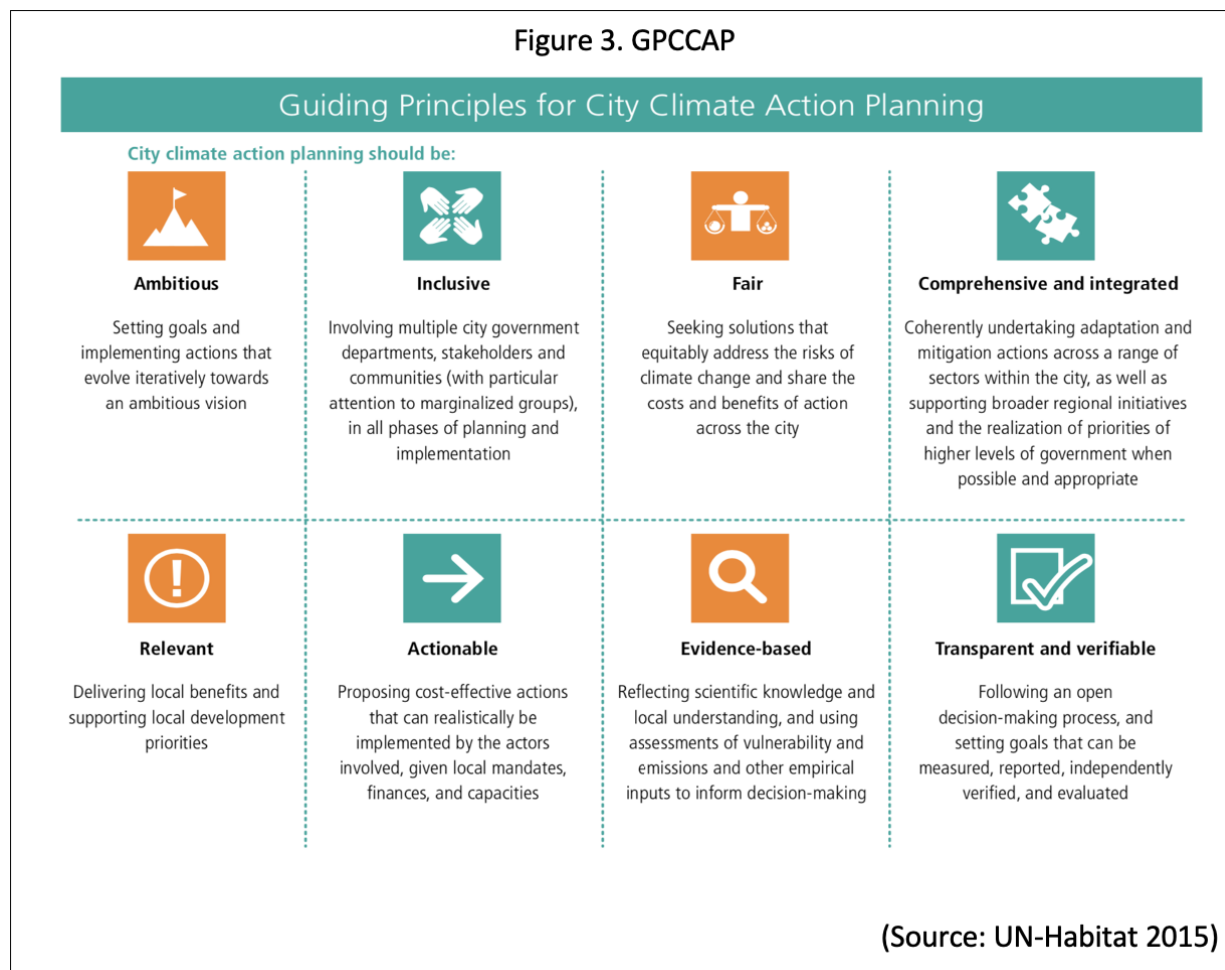 Figure 3. GPCCAP
Guiding Principles for City Climate Action Planning
City climate action planning should be:
Ambitious
Setting goals and
implementing actions that
evolve iteratively towards
an ambitious vision
Inclusive
Involving multiple city government
departments, stakeholders and
communities (with particular
attention to marginalized groups),
in all phases of planning and
implementation
Fair
Seeking solutions that
equitably address the risks of
climate change and share the
costs and benefits of action
across the city
Comprehensive and integrated
Coherently undertaking adaptation and
mitigation actions across a range of
sectors within the city, as well as
supporting broader regional initiatives
and the realization of priorities of
higher levels of government when
possible and appropriate
Relevant
Delivering local benefits and
supporting local development
priorities
Actionable
Proposing cost-effective actions
that can realistically be
implemented by the actors
involved, given local mandates,
finances, and capacities
Evidence-based
Reflecting scientific knowledge and
local understanding, and using
assessments of vulnerability and
emissions and other empirical
inputs to inform decision-making
Transparent and verifiable
Following an open
decision-making process, and
setting goals that can be
measured, reported, independently
verified, and evaluated
(Source: UN-Habitat 2015)